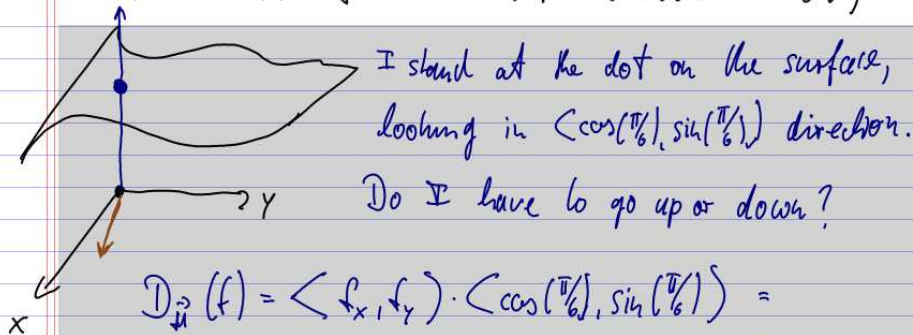 I stand at the dot on the surface,
looking in <cos(π/6), sin(π/6)> direction.
Y
Do I have to go up or down?
D_u⃗ (f) = <f_x, f_y> · <cos(π/6), sin(π/6)> =
x